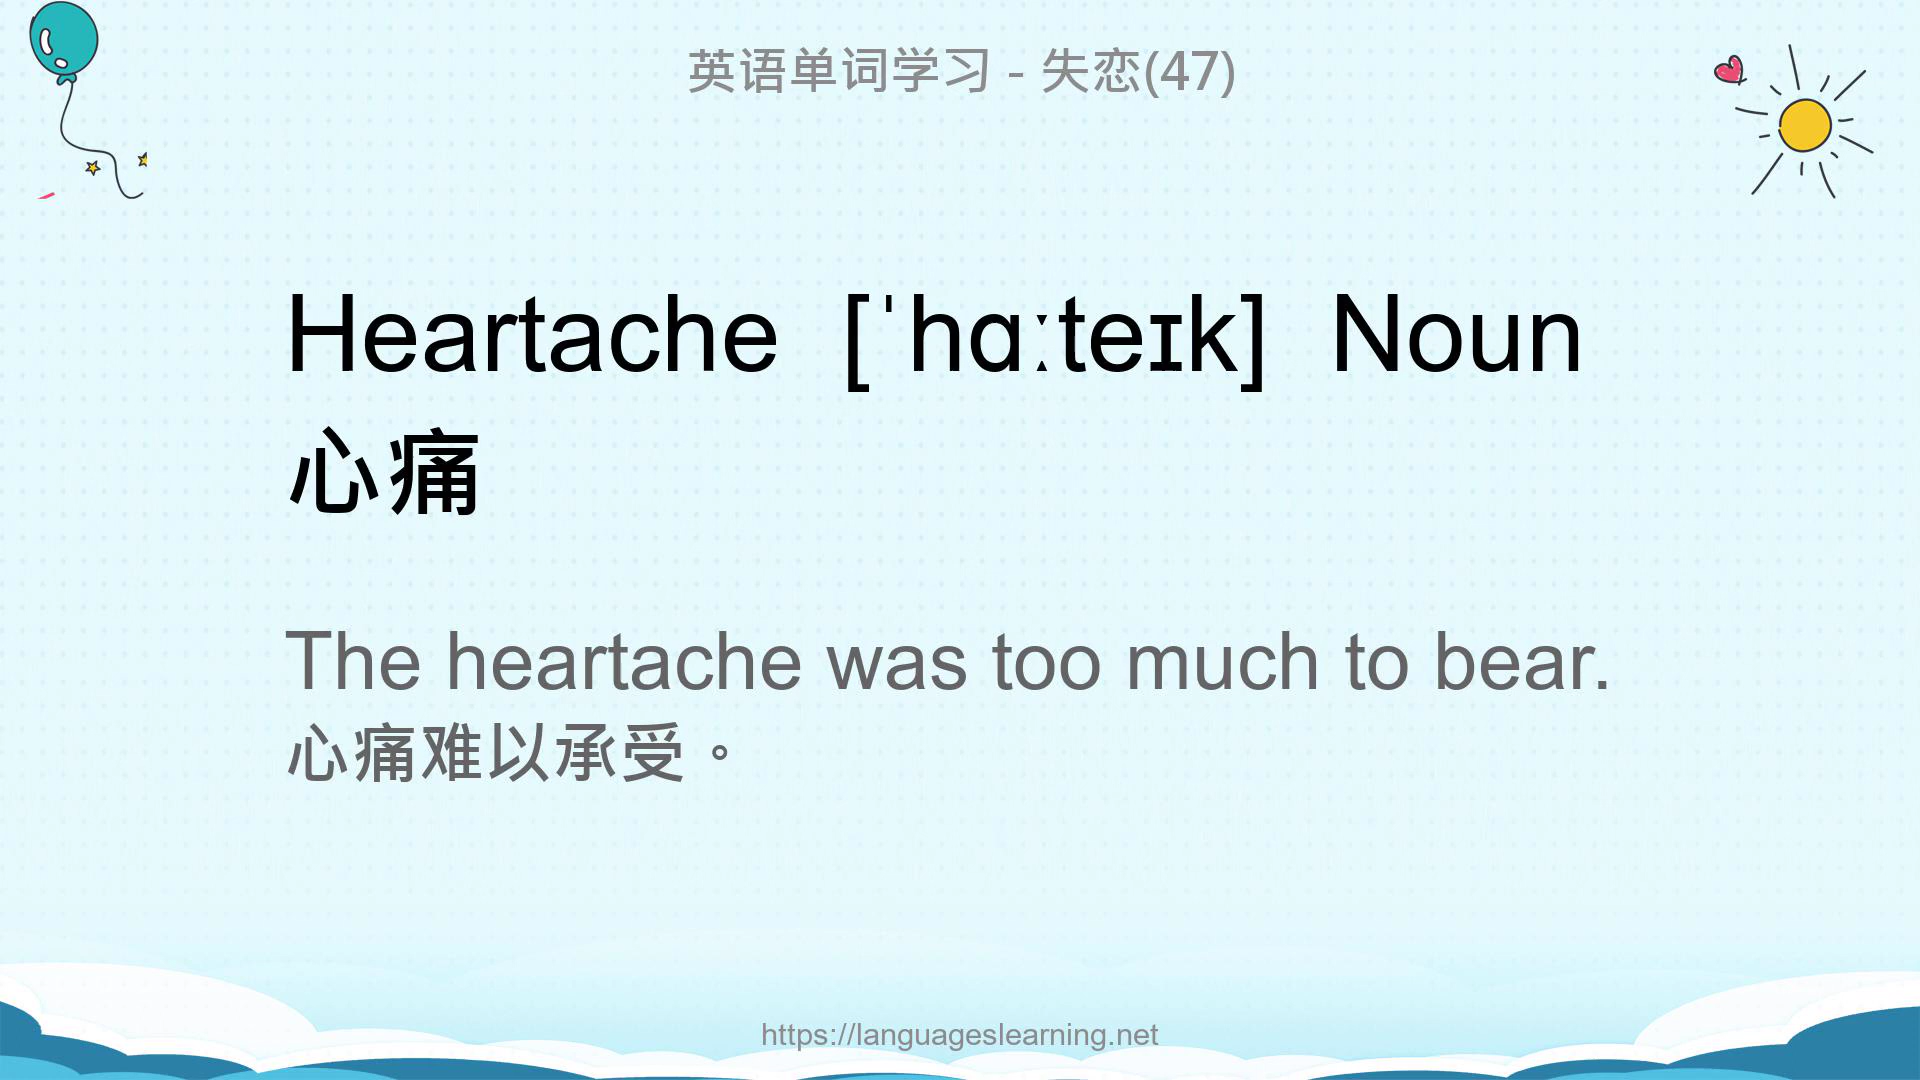 英语单词学习 - 失恋(47)
Heartache [ˈhɑːteɪk] Noun
心痛
The heartache was too much to bear.
心痛难以承受。
https://languageslearning.net